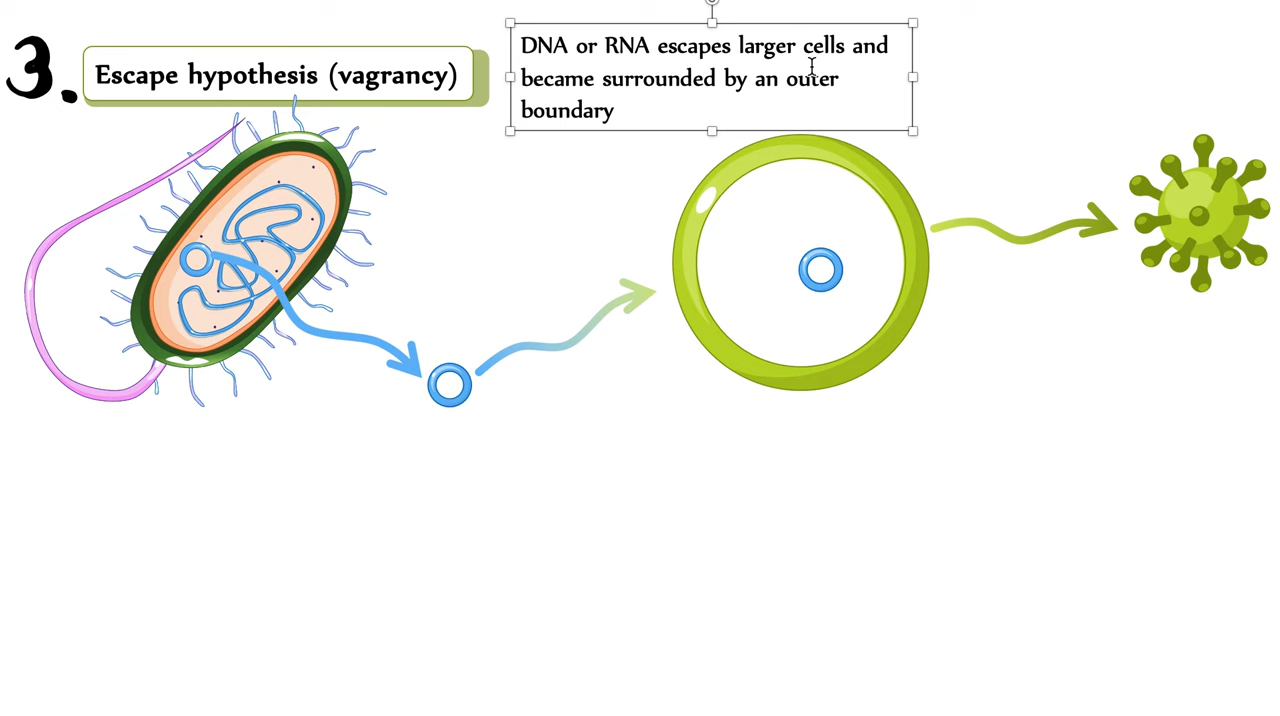 3.
Escape hypothesis (vagrancy)
DNA or RNA escapes larger cells and
became surrounded by an outer
boundary